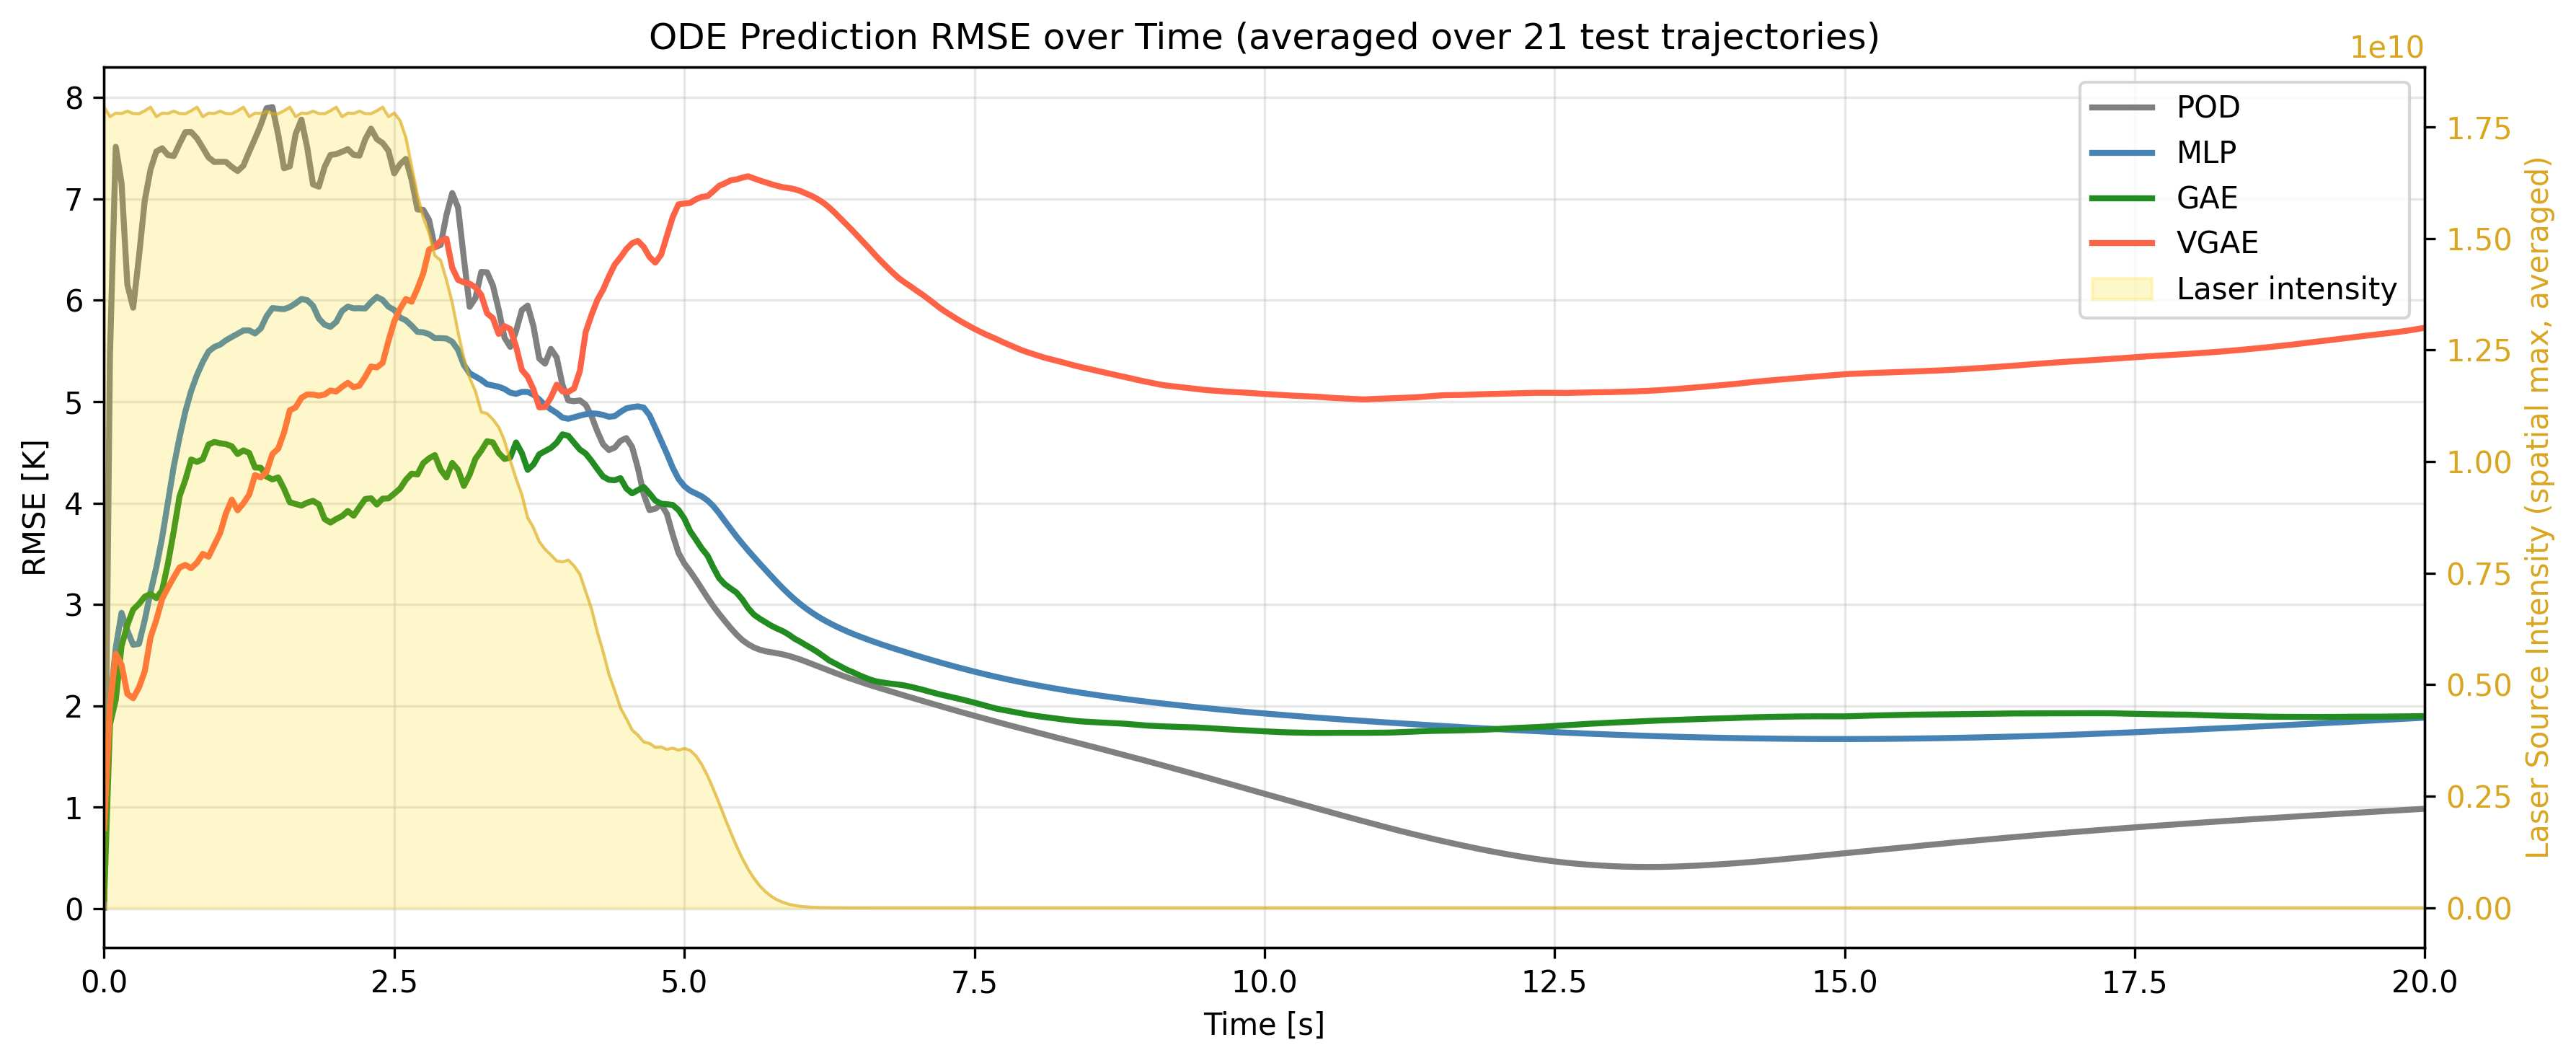 ODE Prediction RMSE over Time (averaged over 21 test trajectories)
1e10
8
7
6
5
4
3
2
1
0
RMSE [K]
POD
MLP
GAE
VGAE
Laser intensity
1.75
1.50
1.25
1.00
0.75
0.50
0.25
0.00
Laser Source Intensity (spatial max, averaged)
0.0 2.5 5.0 7.5 10.0 12.5 15.0 17.5 20.0
Time [s]